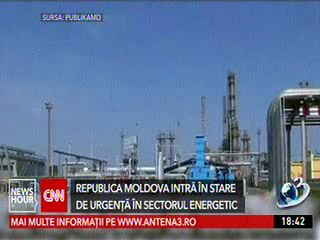 SURSA: PUBLIKAMD
NEWS
HOUR
CNN
REPUBLICA MOLDOVA INTRĂ ÎN STARE
DE URGENȚĂ ÎN SECTORUL ENERGETIC
MAI MULTE INFORMAȚII PE WWW.ANTENA3.RO
18:42